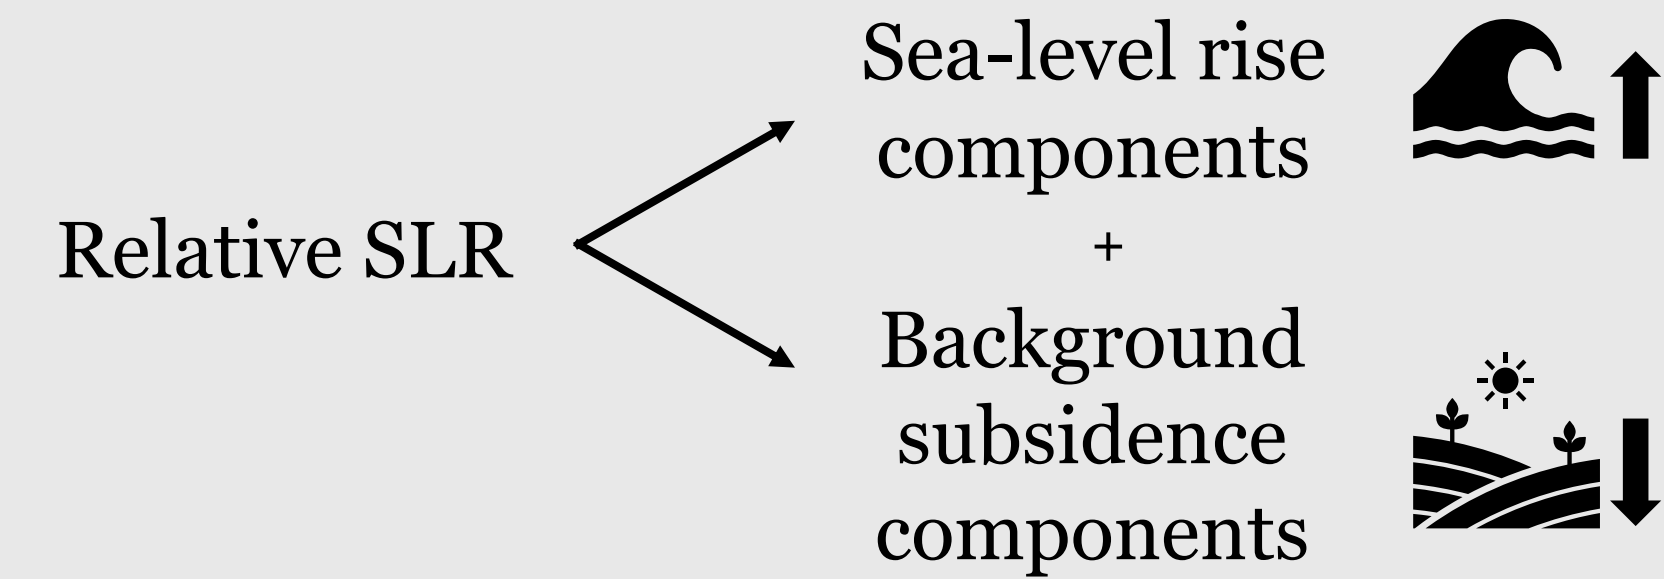 Relative SLR
Sea-level rise
components
+
Background
subsidence
components